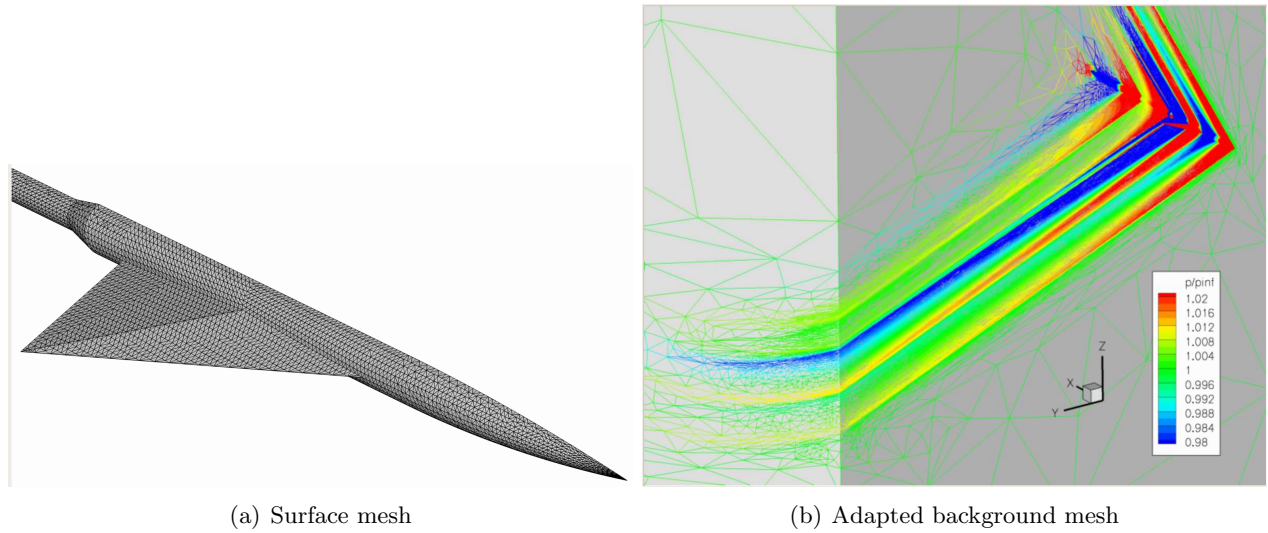 p/pinf
1.02
1.016
1.012
1.008
1.004
1
0.996
0.992
0.988
0.984
0.98
Z
X
Y
(a) Surface mesh
(b) Adapted background mesh